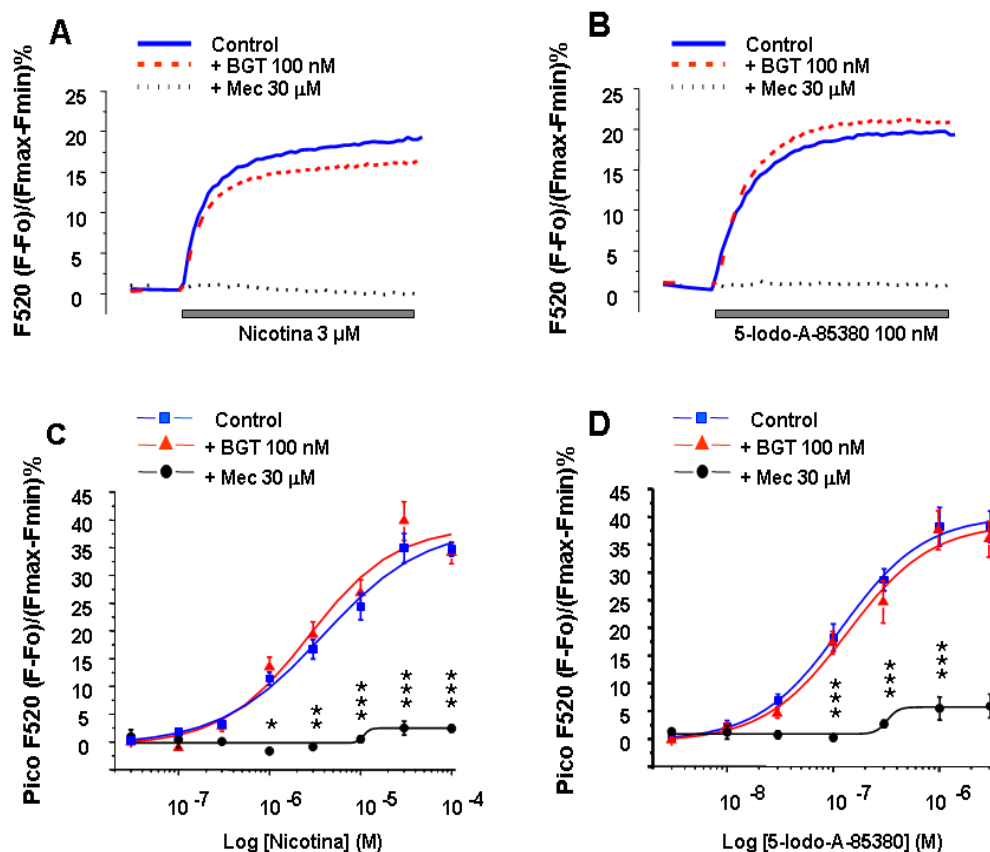 A
Control
+ BGT 100 nM
+ Mec 30 µM
F520 (F-Fo)/(Fmax-Fmin)%
25
20
15
10
5
0
Nicotina 3 µM
B
Control
+ BGT 100 nM
+ Mec 30 µM
F520 (F-Fo)/(Fmax-Fmin)%
25
20
15
10
5
0
5-Iodo-A-85380 100 nM
C
Control
+ BGT 100 nM
+ Mec 30 µM
Pico F520 (F-Fo)/(Fmax-Fmin)%
45
40
35
30
25
20
15
10
5
0
*
**
***
***
***
10^-7
10^-6
10^-5
10^-4
Log [Nicotina] (M)
D
Control
+ BGT 100 nM
+ Mec 30 µM
Pico F520 (F-Fo)/(Fmax-Fmin)%
45
40
35
30
25
20
15
10
5
0
***
***
***
10^-8
10^-7
10^-6
Log [5-Iodo-A-85380] (M)